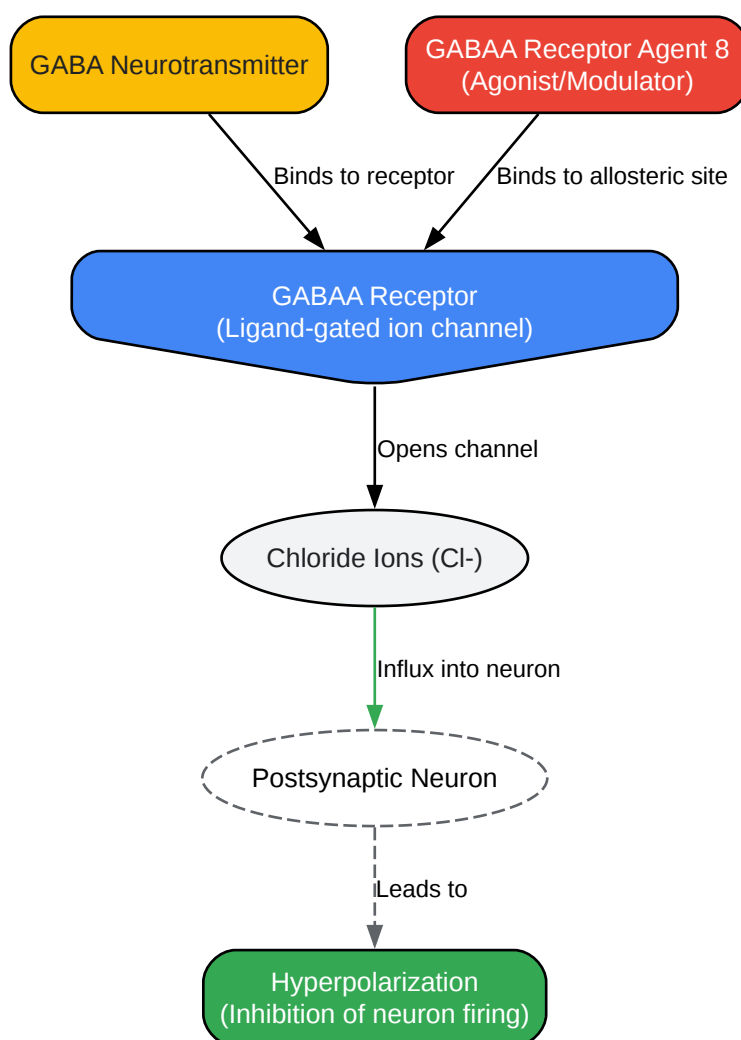 GABA Neurotransmitter
GABAA Receptor Agent 8
(Agonist/Modulator)
Binds to receptor
Binds to allosteric site
GABAA Receptor
(Ligand-gated ion channel)
Opens channel
Chloride Ions (Cl-)
Influx into neuron
Postsynaptic Neuron
Leads to
Hyperpolarization
(Inhibition of neuron firing)